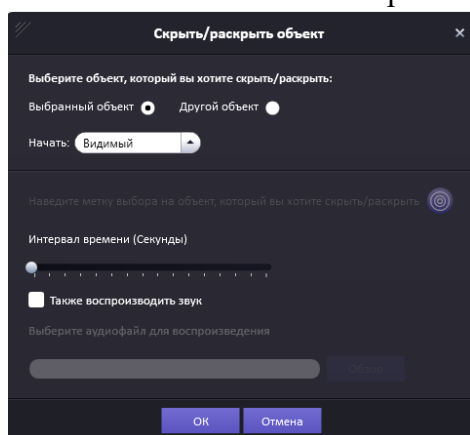 Скрыть/раскрыть объект
Выберите объект, который вы хотите скрыть/раскрыть:
Выбранный объект Другой объект
Начать: Видимый
Наведите метку выбора на объект, который вы хотите скрыть/раскрыть
Интервал времени (Секунды)
Также воспроизводить звук
Выберите аудиофайл для воспроизведения
Обзор
ОК Отмена